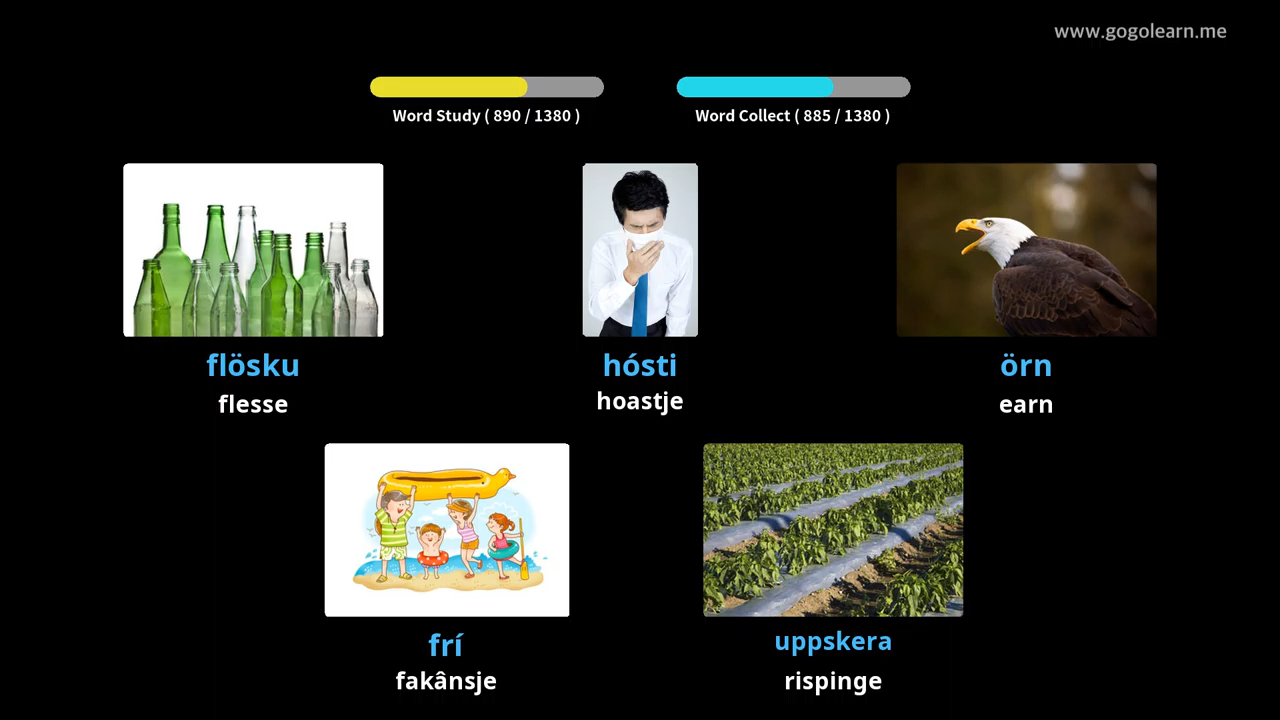 www.gogolearn.me
Word Study ( 890 / 1380 )
Word Collect ( 885 / 1380 )
flösku
flesse
hósti
hoastje
örn
earn
frí
fakânsje
uppskera
rispinge